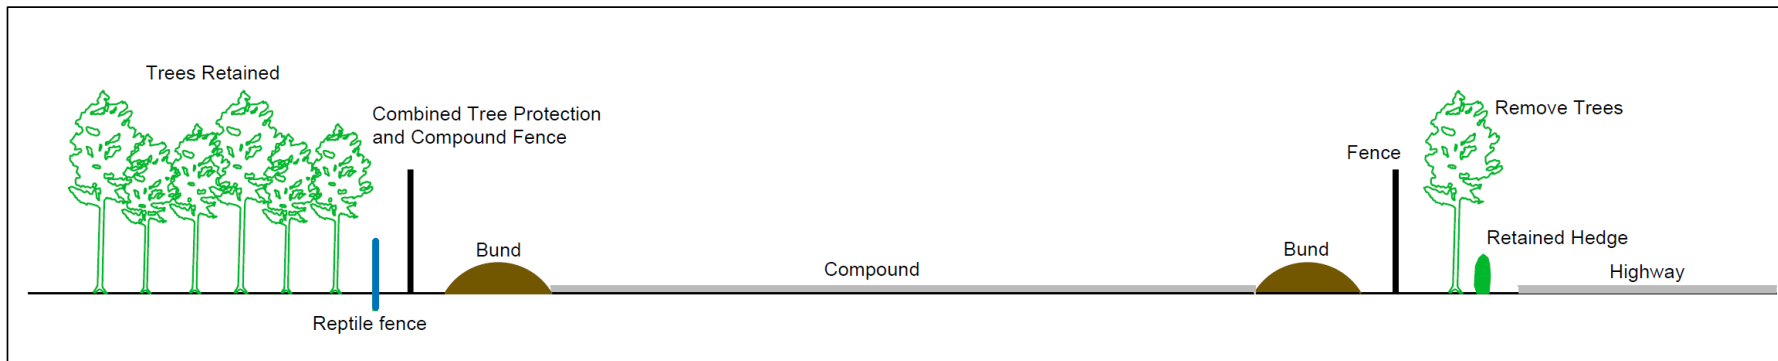 Trees Retained
Combined Tree Protection
and Compound Fence
Remove Trees
Fence
Retained Hedge
Bund
Bund
Compound
Highway
Reptile fence